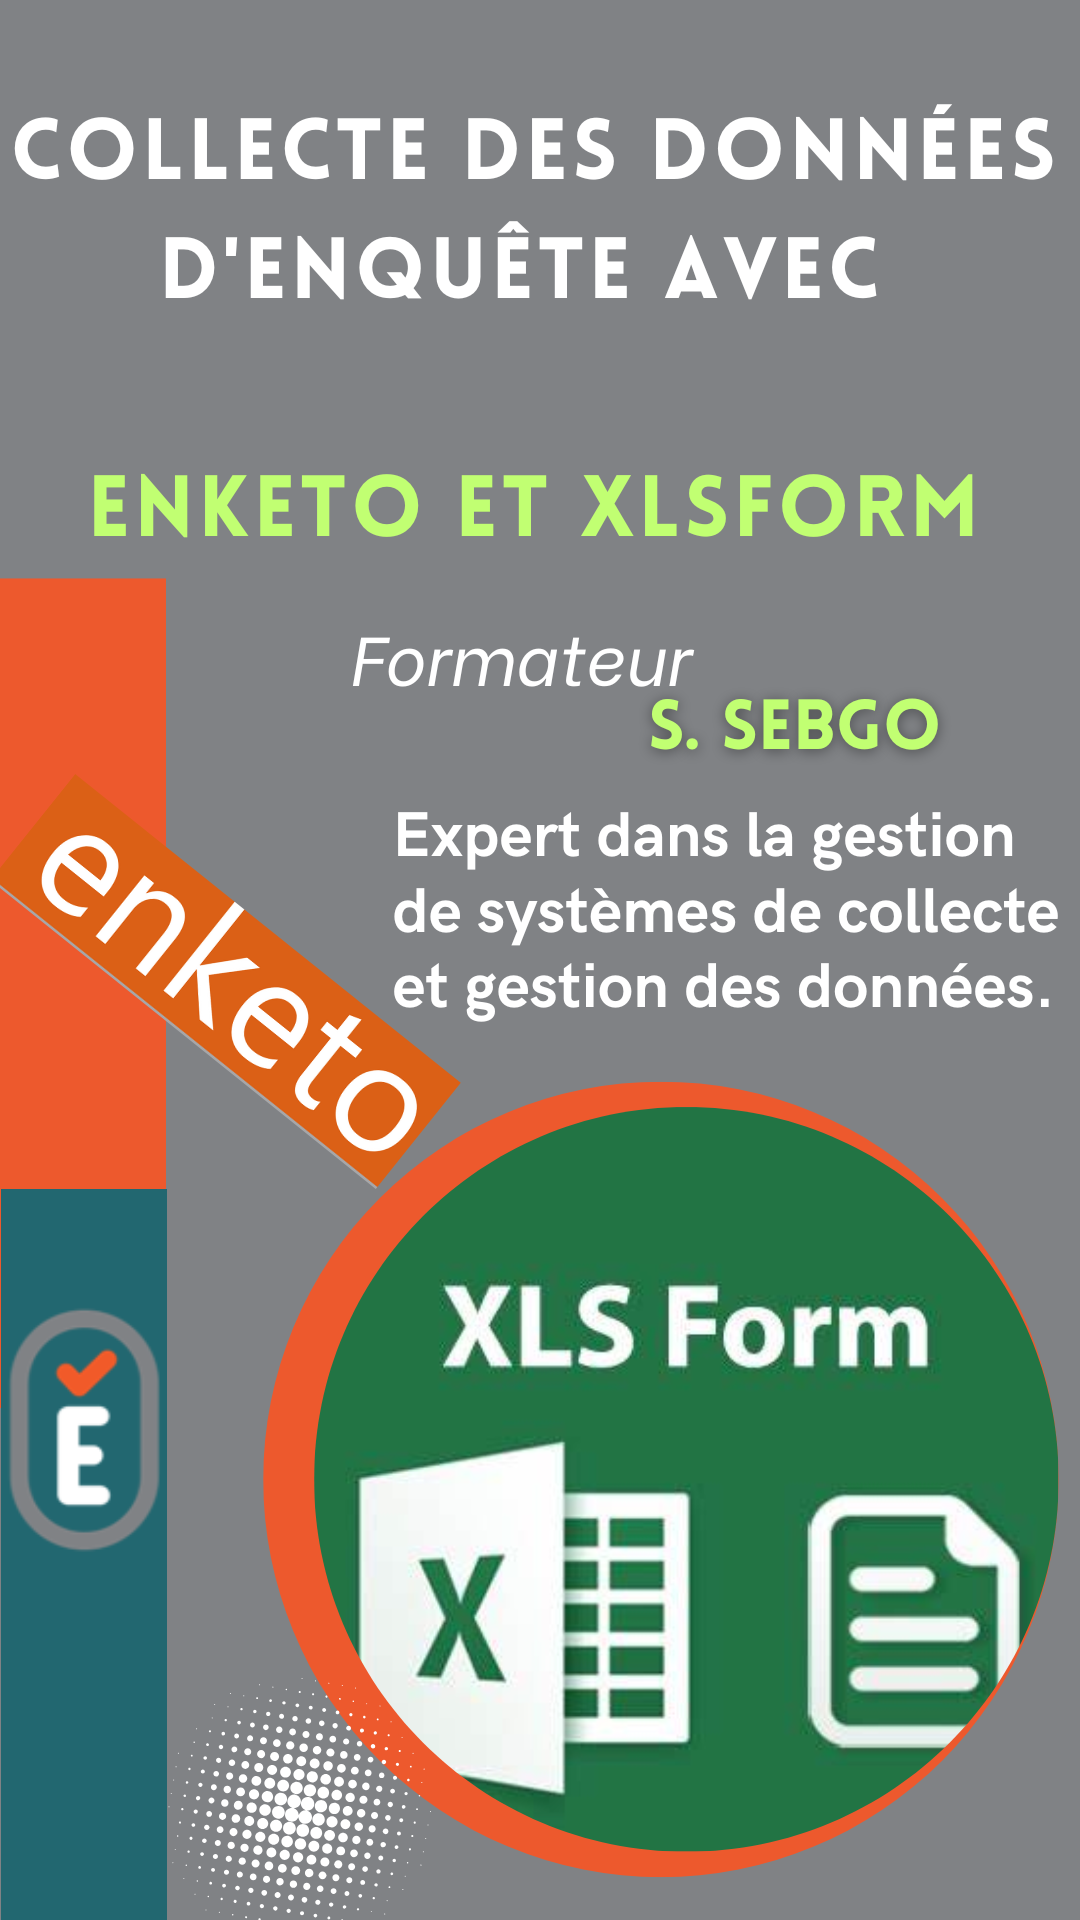 COLLECTE DES DONNÉES
D'ENQUÊTE AVEC
ENKETO ET XLSFORM
Formateur
S. SEBGO
Expert dans la gestion
de systèmes de collecte
et gestion des données.
enketo
XLS Form
X
E